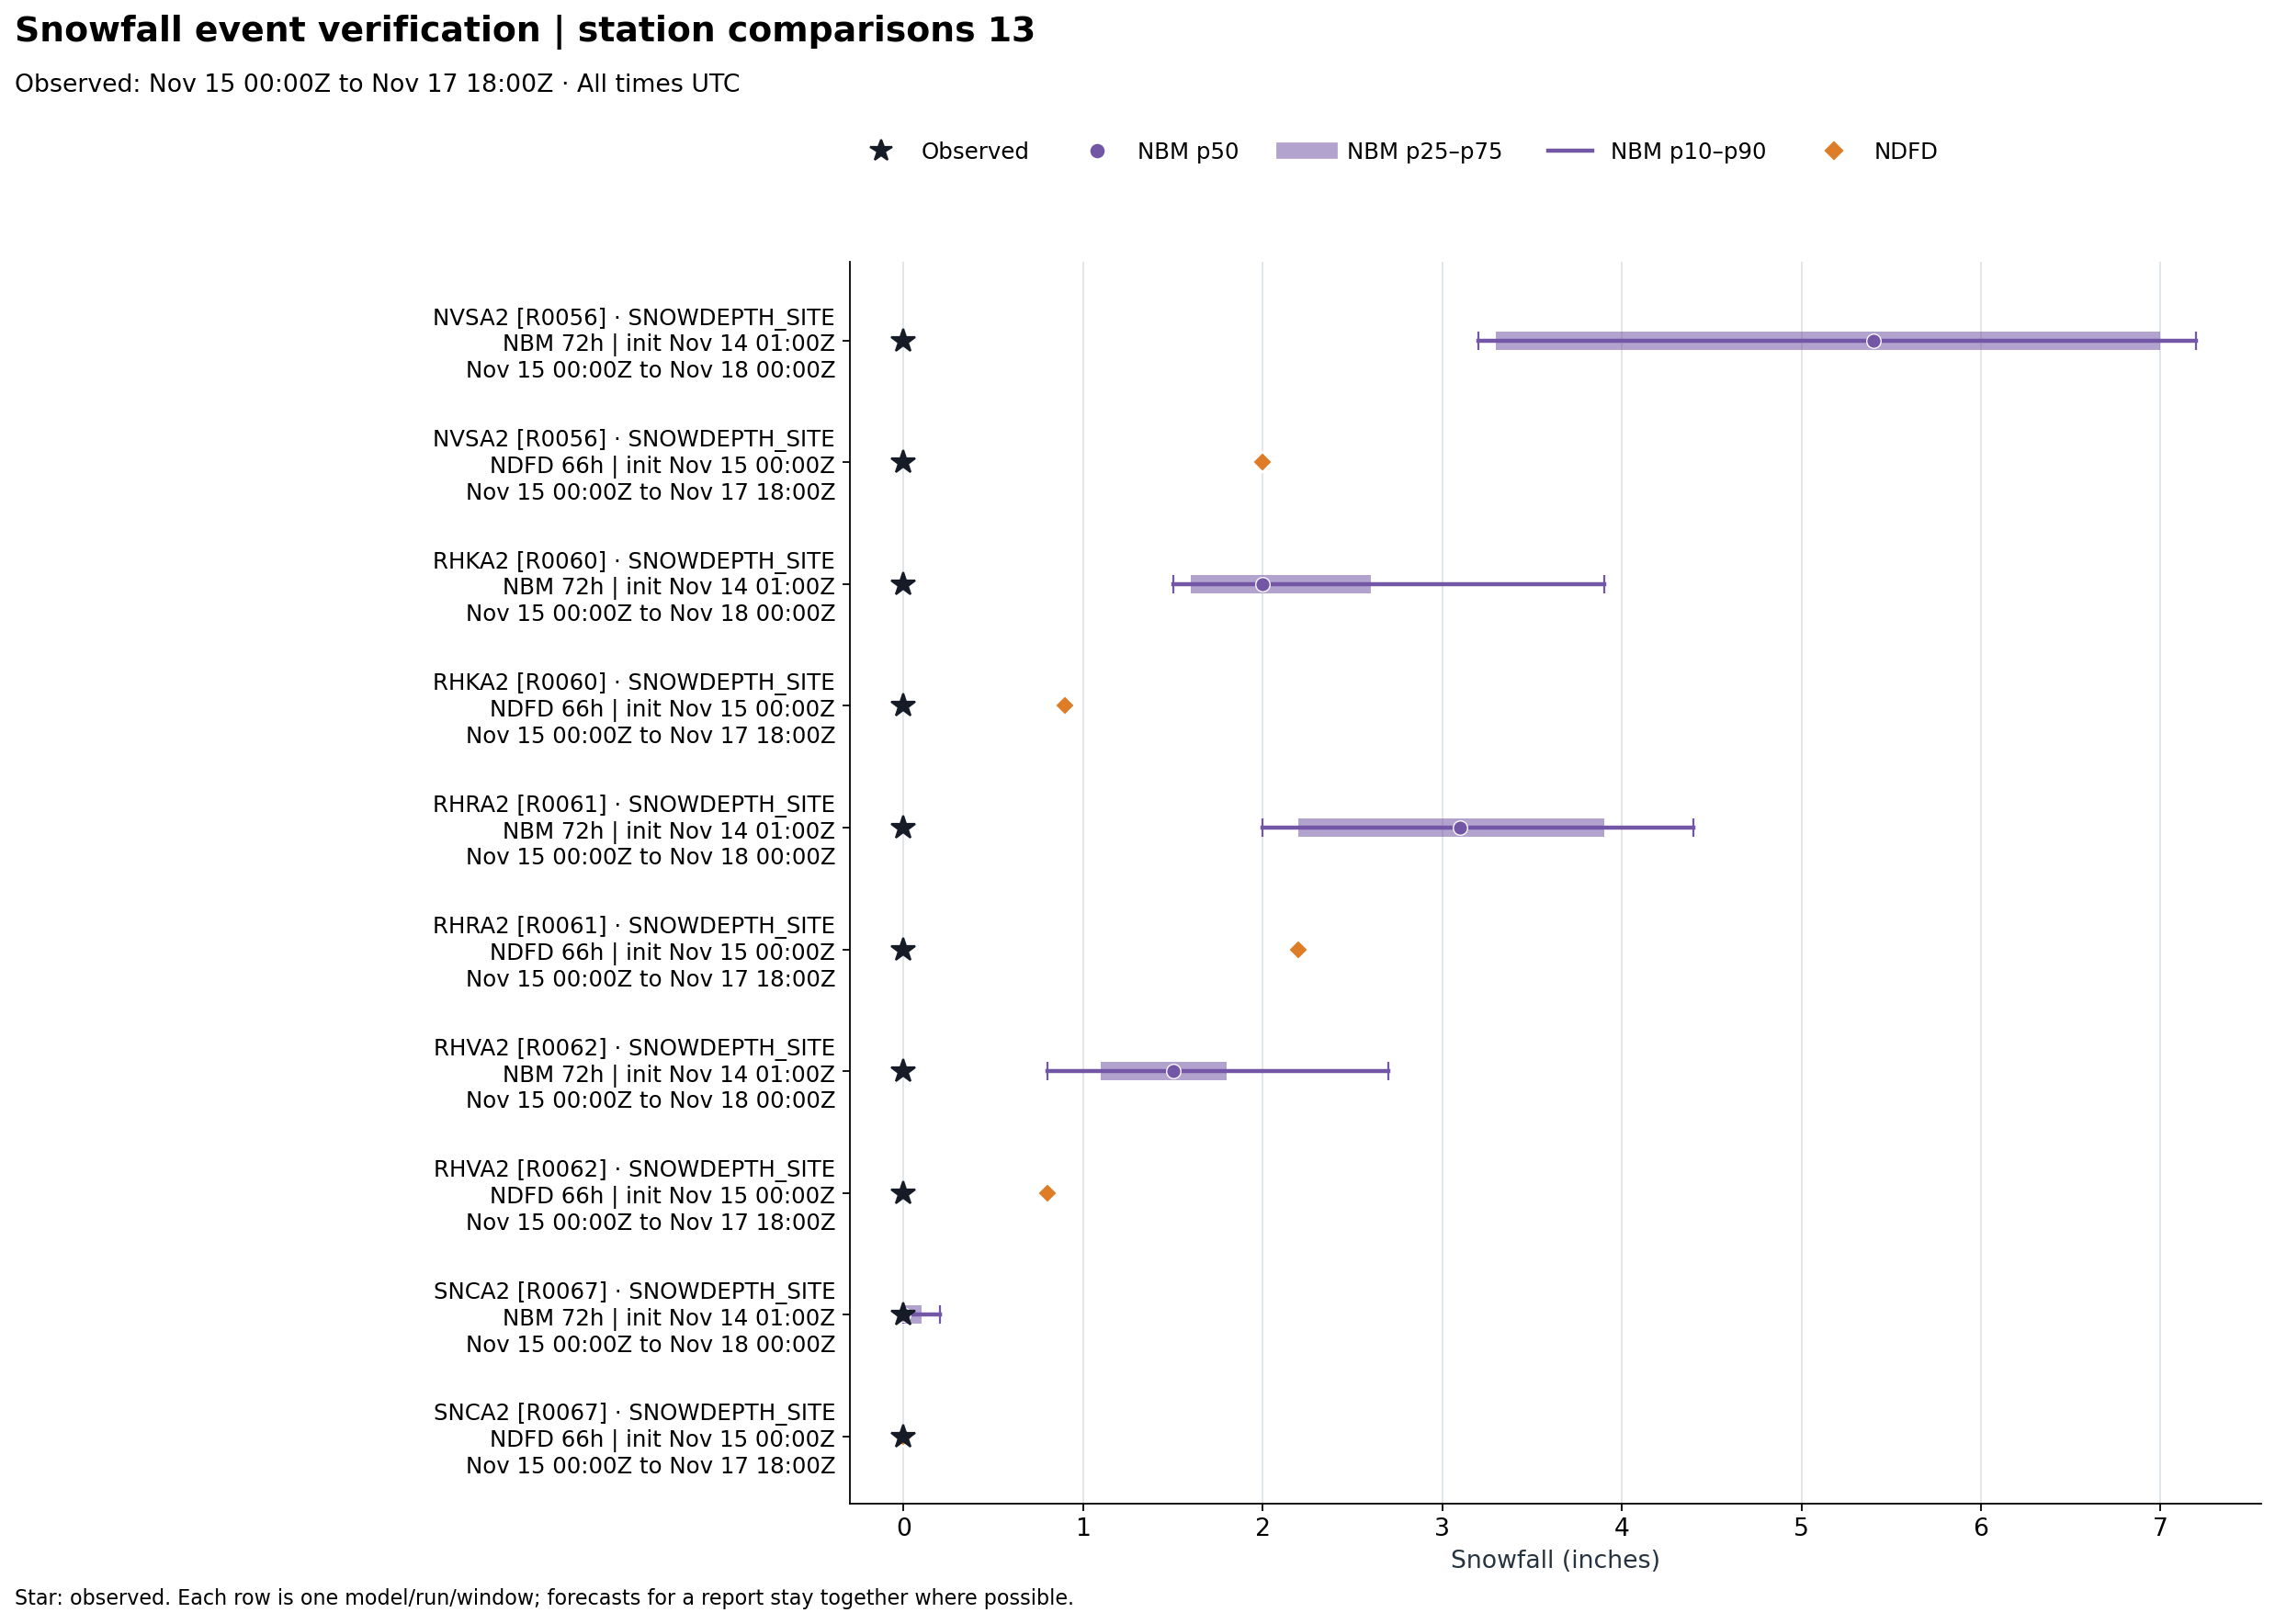 Snowfall event verification | station comparisons 13
Observed: Nov 15 00:00Z to Nov 17 18:00Z · All times UTC
Observed
NBM p50
NBM p25–p75
NBM p10–p90
NDFD
NVSA2 [R0056] · SNOWDEPTH_SITE
NBM 72h | init Nov 14 01:00Z
Nov 15 00:00Z to Nov 18 00:00Z
NVSA2 [R0056] · SNOWDEPTH_SITE
NDFD 66h | init Nov 15 00:00Z
Nov 15 00:00Z to Nov 17 18:00Z
RHKA2 [R0060] · SNOWDEPTH_SITE
NBM 72h | init Nov 14 01:00Z
Nov 15 00:00Z to Nov 18 00:00Z
RHKA2 [R0060] · SNOWDEPTH_SITE
NDFD 66h | init Nov 15 00:00Z
Nov 15 00:00Z to Nov 17 18:00Z
RHRA2 [R0061] · SNOWDEPTH_SITE
NBM 72h | init Nov 14 01:00Z
Nov 15 00:00Z to Nov 18 00:00Z
RHRA2 [R0061] · SNOWDEPTH_SITE
NDFD 66h | init Nov 15 00:00Z
Nov 15 00:00Z to Nov 17 18:00Z
RHVA2 [R0062] · SNOWDEPTH_SITE
NBM 72h | init Nov 14 01:00Z
Nov 15 00:00Z to Nov 18 00:00Z
RHVA2 [R0062] · SNOWDEPTH_SITE
NDFD 66h | init Nov 15 00:00Z
Nov 15 00:00Z to Nov 17 18:00Z
SNCA2 [R0067] · SNOWDEPTH_SITE
NBM 72h | init Nov 14 01:00Z
Nov 15 00:00Z to Nov 18 00:00Z
SNCA2 [R0067] · SNOWDEPTH_SITE
NDFD 66h | init Nov 15 00:00Z
Nov 15 00:00Z to Nov 17 18:00Z
0 1 2 3 4 5 6 7
Snowfall (inches)
Star: observed. Each row is one model/run/window; forecasts for a report stay together where possible.